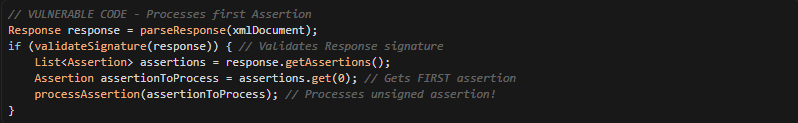 // VULNERABLE CODE - Processes first Assertion
Response response = parseResponse(xmlDocument);
if (validateSignature(response)) { // Validates Response signature
    List<Assertion> assertions = response.getAssertions();
    Assertion assertionToProcess = assertions.get(0); // Gets FIRST assertion
    processAssertion(assertionToProcess); // Processes unsigned assertion!
}